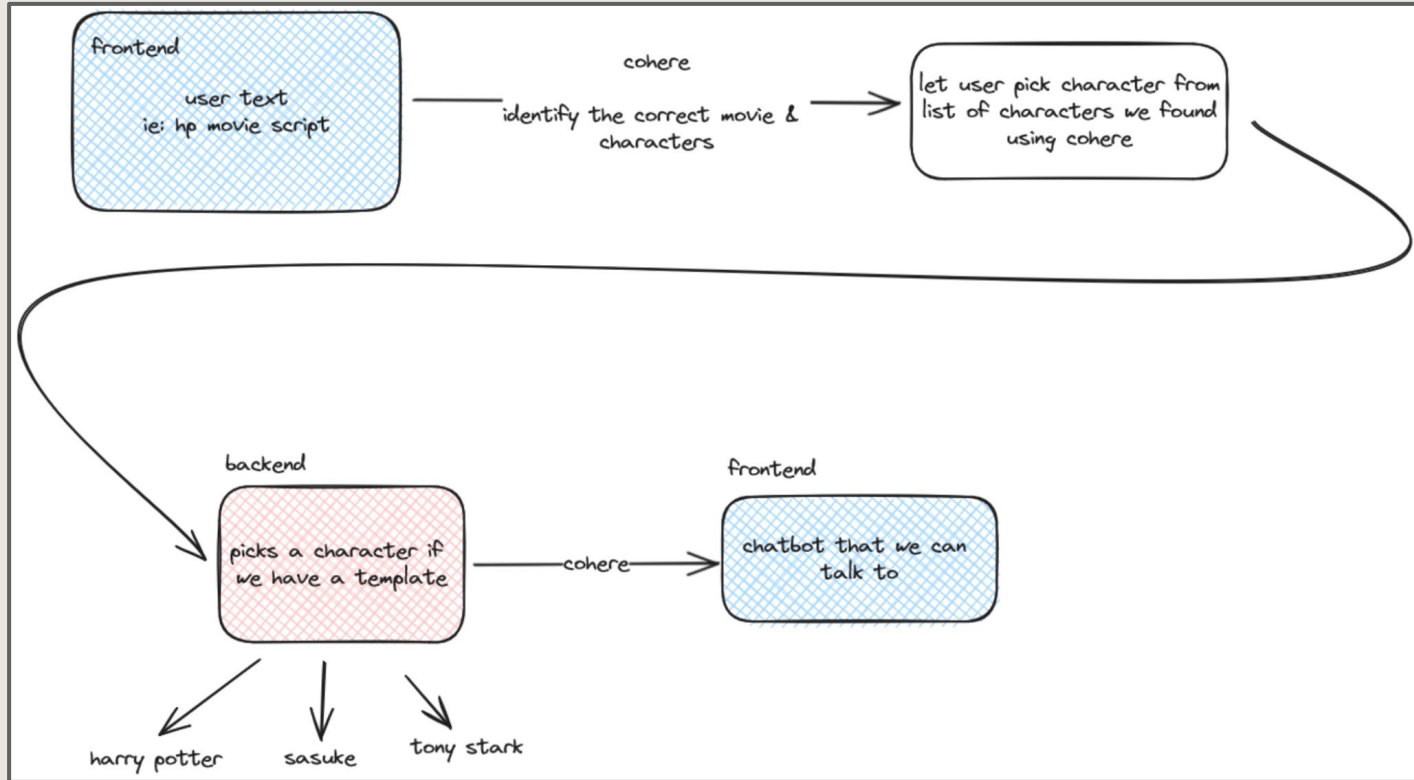 frontend
user text
ie: hp movie script
cohere
identify the correct movie &
characters
let user pick character from
list of characters we found
using cohere
backend
picks a character if
we have a template
cohere
frontend
chatbot that we can
talk to
harry potter
sasuke
tony stark